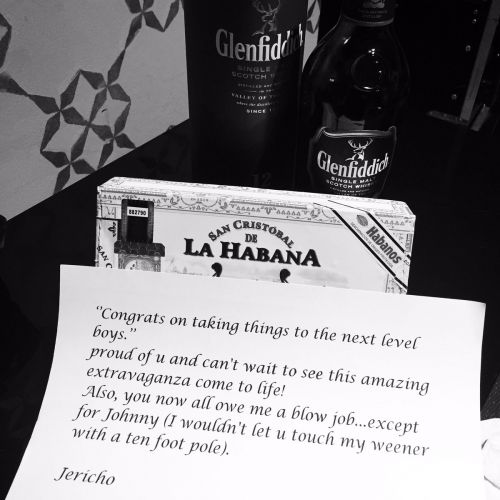 Glenfiddich
SINGLE MALT
SCOTCH WHISKY
VALLEY OF
SINCE
12
Glenfiddich
SINGLE MALT
SCOTCH WHISKY
882790
SAN CRISTOBAL
DE
LA HABANA
Habanos
"Congrats on taking things to the next level
boys."
proud of u and can't wait to see this amazing
extravaganza come to life!
Also, you now all owe me a blow job...except
for Johnny (I wouldn't let u touch my weener
with a ten foot pole).
Jericho